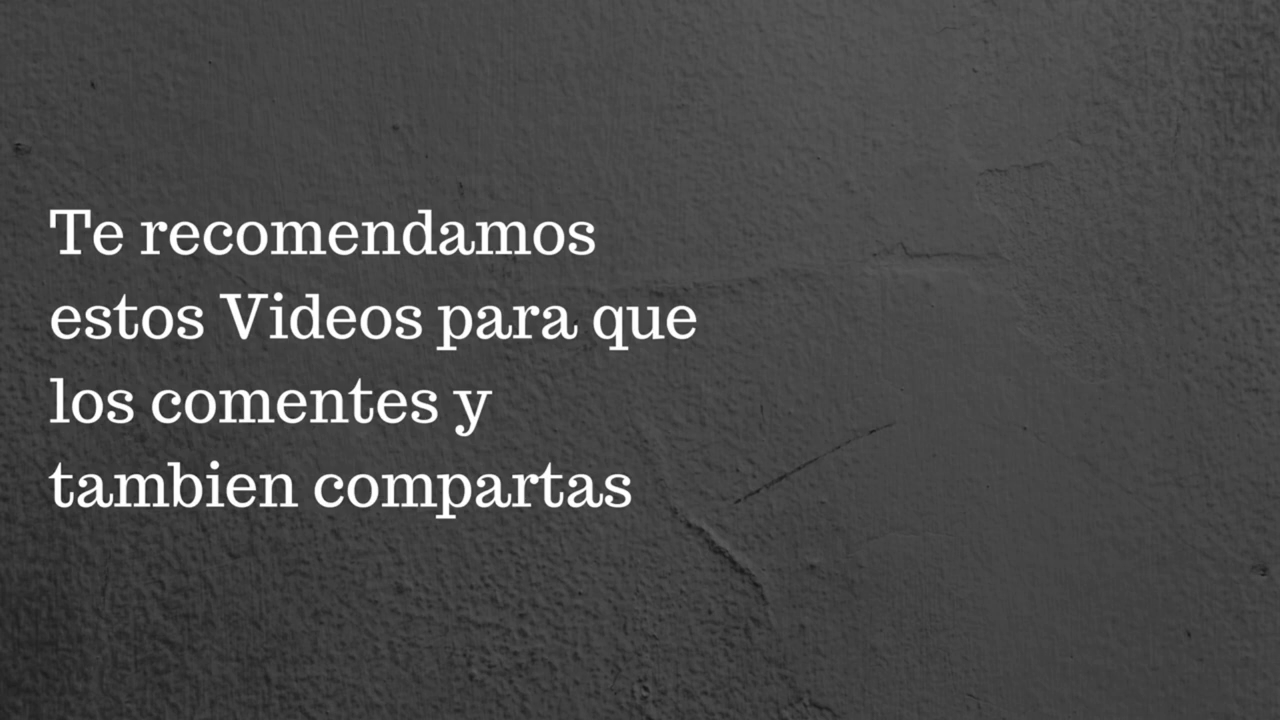 Te recomendamos
estos Videos para que
los comentes y
tambien compartas